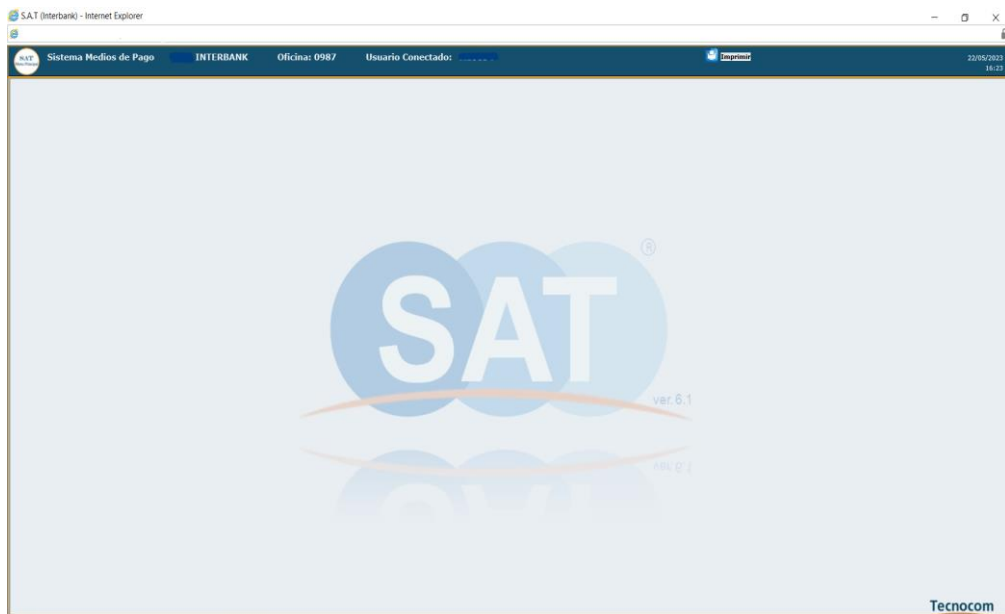 S.A.T (Interbank) - Internet Explorer
SAT
Sistema Medios de Pago INTERBANK Oficina: 0987 Usuario Conectado: Imprimir 22/05/2023
16:23
®
SAT
ver.6.1
Tecnocom